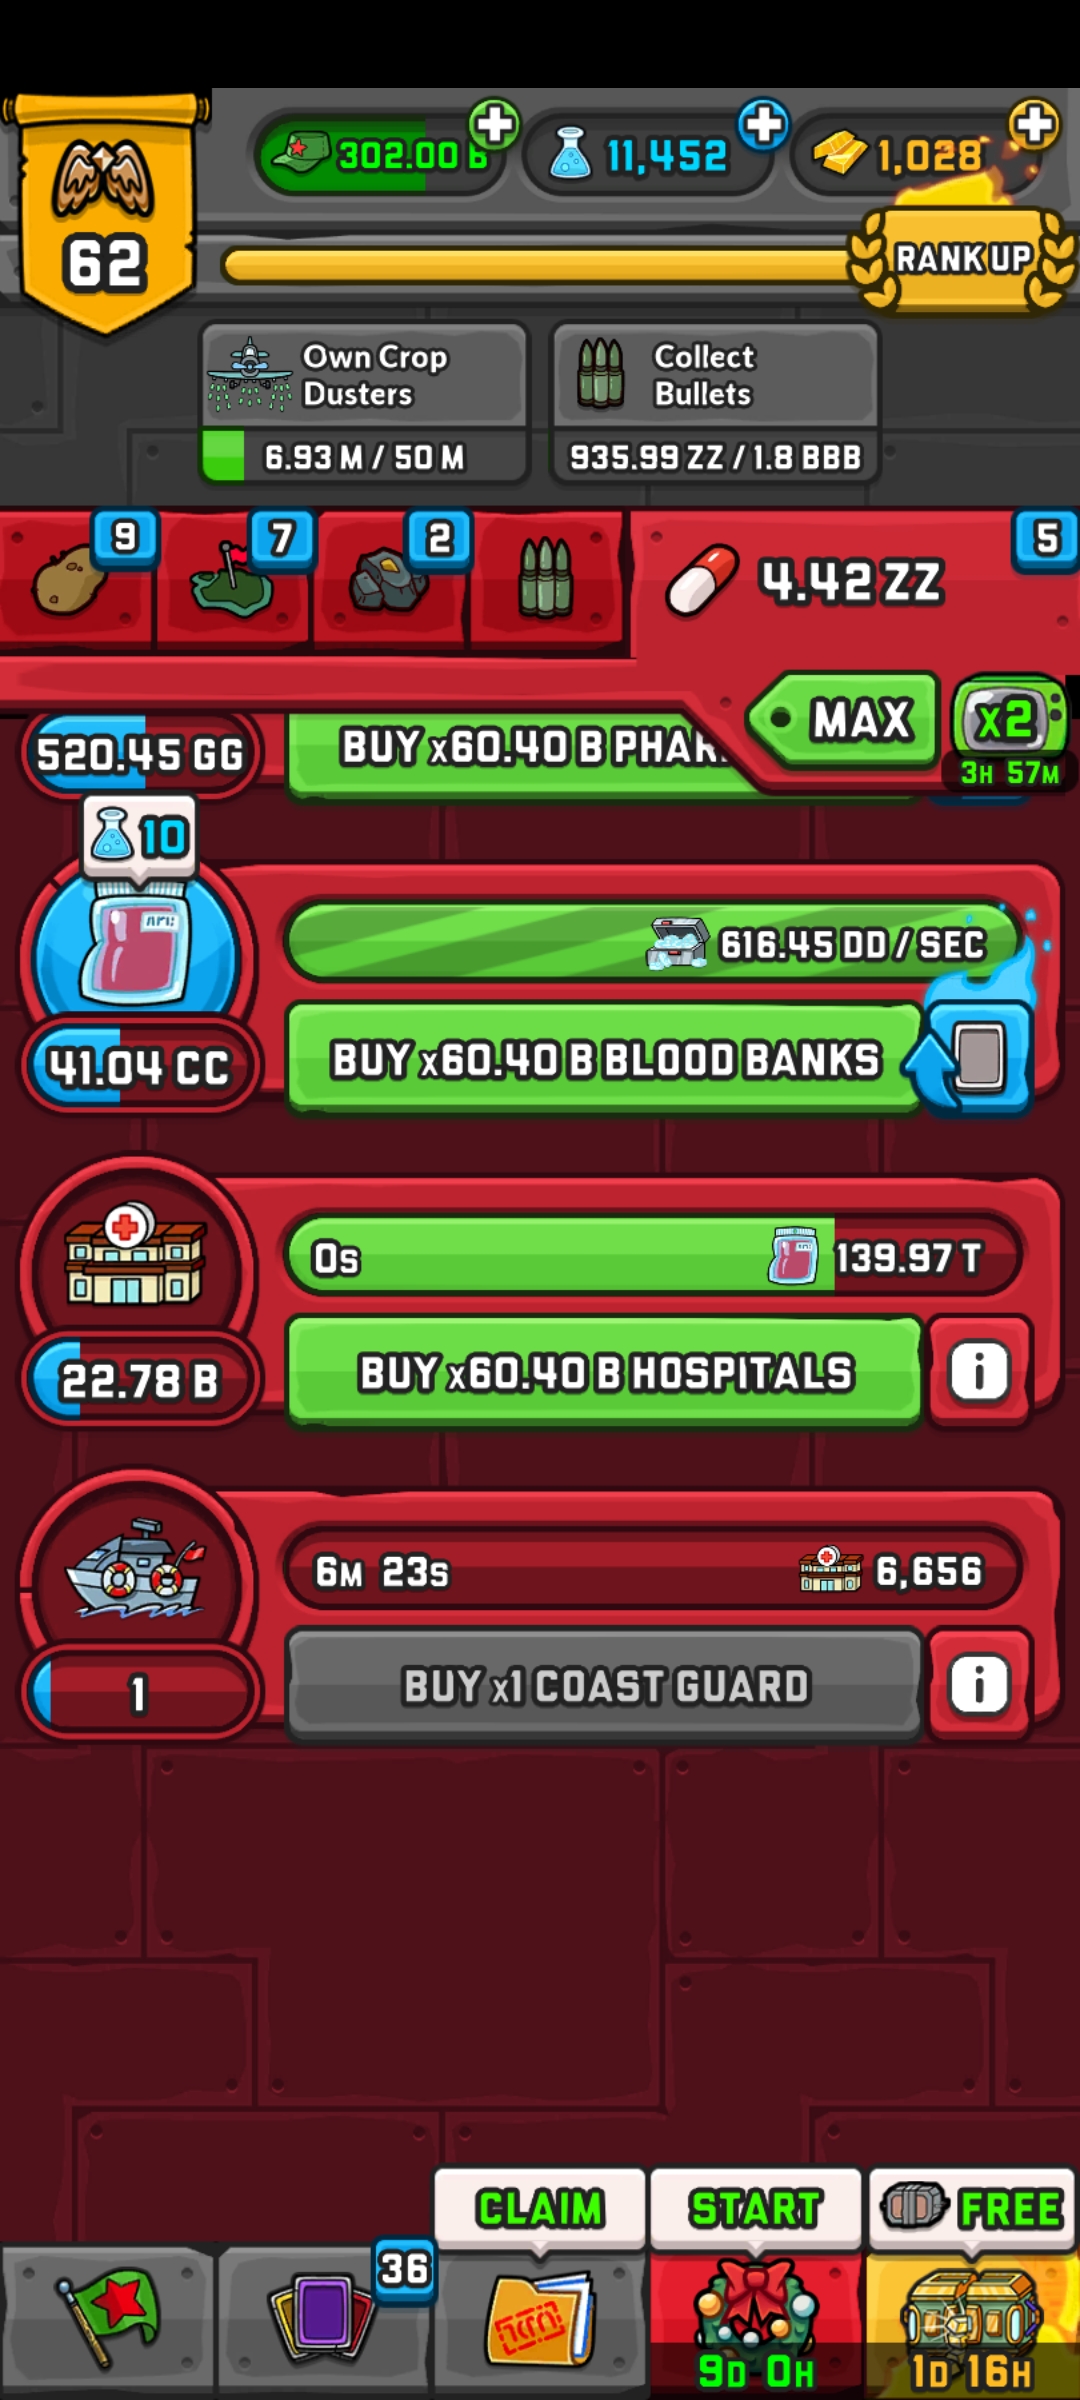 62
302.00 B
11,452
1,028
RANK UP
Own Crop
Dusters
6.93 M / 50 M
Collect
Bullets
935.99 ZZ / 1.8 BBB
9
7
2
4.42 ZZ
5
MAX
x2
3H 57M
520.45 GG
BUY x60.40 B PHAR
10
616.45 DD / SEC
41.04 CC
BUY x60.40 B BLOOD BANKS
0s
139.97 T
22.78 B
BUY x60.40 B HOSPITALS
i
6M 23s
6,656
1
BUY x1 COAST GUARD
i
CLAIM
START
FREE
36
9D 0H
1D 16H